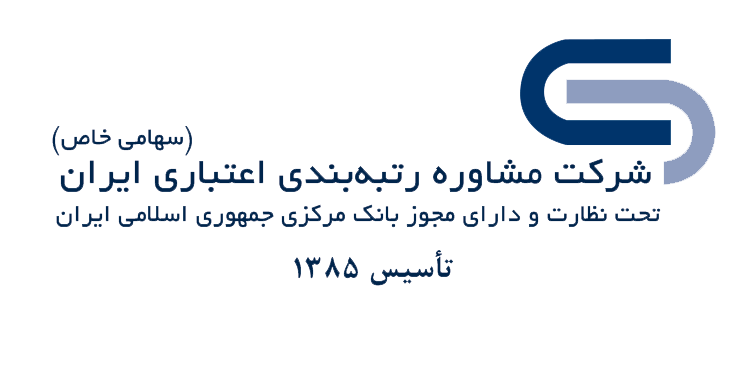 (سهامی خاص)
شرکت مشاوره رتبه‌بندی اعتباری ایران
تحت نظارت و دارای مجوز بانک مرکزی جمهوری اسلامی ایران
تأسیس ۱۳۸۵